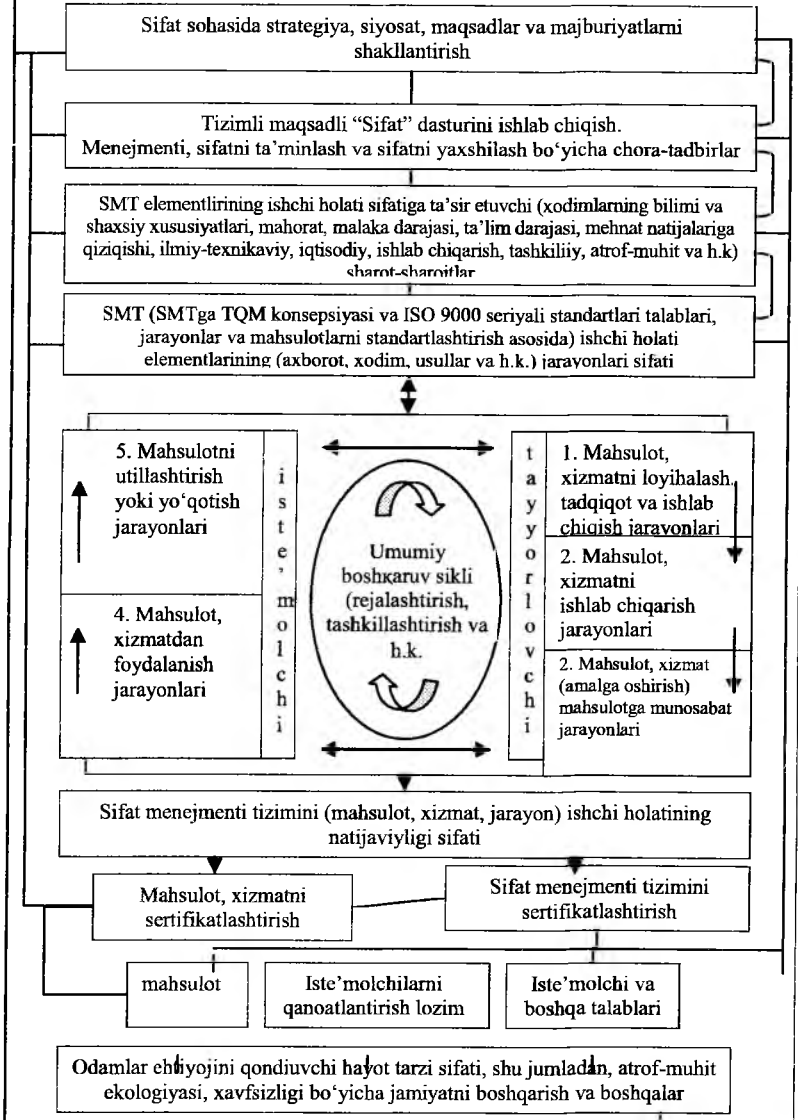 Sifat sohasida strategiya, siyosat, maqsadlar va majburiyatlarni
shakllantirish
Tizimli maqsadli “Sifat” dasturini ishlab chiqish.
Menejmenti, sifatni ta’minlash va sifatni yaxshilash bo‘yicha chora-tadbirlar
SMT elementlirining ishchi holati sifatiga ta’sir etuvchi (xodimlarning bilimi va
shaxsiy xususiyatlari, mahorat, malaka darajasi, ta’lim darajasi, mehnat natijalariga
qiziqishi, ilmiy-texnikaviy, iqtisodiy, ishlab chiqarish, tashkiliiy, atrof-muhit va h.k)
sharot-sharoitlar
SMT (SMTga TQM konsepsiyasi va ISO 9000 seriyali standartlari talablari,
jarayonlar va mahsulotlarni standartlashtirish asosida) ishchi holati
elementlarining (axborot, xodim, usullar va h.k.) jarayonlari sifati
5. Mahsulotni
utillashtirish
yoki yo‘qotish
jarayonlari
4. Mahsulot,
xizmatdan
foydalanish
jarayonlari
i
s
t
e
’
m
o
l
c
h
i
Umumiy
boshқaruv sikli
(rejalashtirish,
tashkillashtirish va
h.k.
t
a
y
y
o
r
l
o
v
c
h
i
1. Mahsulot,
xizmatni loyihalash,
tadqiqot va ishlab
chiqish jarayonlari
2. Mahsulot,
xizmatni
ishlab chiqarish
jarayonlari
2. Mahsulot, xizmat
(amalga oshirish)
mahsulotga munosabat
jarayonlari
Sifat menejmenti tizimini (mahsulot, xizmat, jarayon) ishchi holatining
natijaviyligi sifati
Mahsulot, xizmatni
sertifikatlashtirish
Sifat menejmenti tizimini
sertifikatlashtirish
mahsulot
Iste’molchilarni
qanoatlantirish lozim
Iste’molchi va
boshqa talablari
Odamlar ehtiyojini qondiuvchi hayot tarzi sifati, shu jumladan, atrof-muhit
ekologiyasi, xavfsizligi bo‘yicha jamiyatni boshqarish va boshqalar